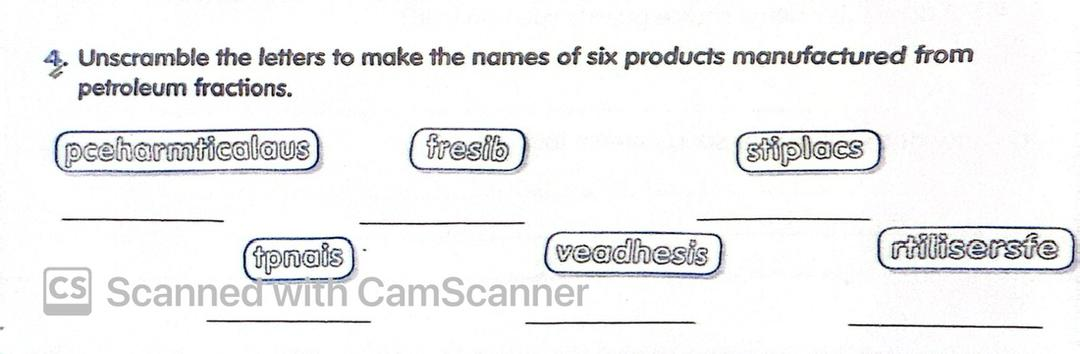 4. Unscramble the letters to make the names of six products manufactured from
petroleum fractions.
pceharmticalaus fresib stiplacs
tpnais veadhesis rtilisersfe
CS Scanned with CamScanner